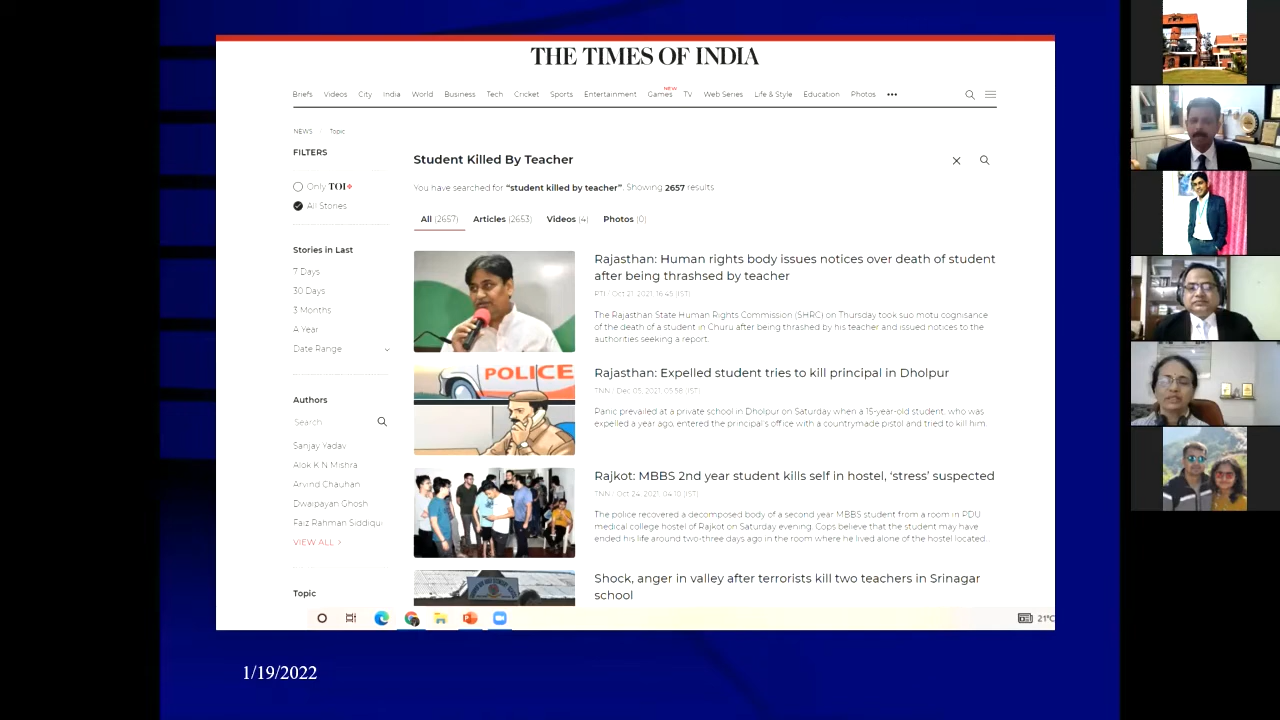 THE TIMES OF INDIA
Briefs Videos City India World Business Tech Cricket Sports Entertainment Games NEW TV Web Series Life & Style Education Photos •••
NEWS Topic
FILTERS
Only TOI+
All Stories
Stories in Last
7 Days
30 Days
3 Months
A Year
Date Range
Authors
Search
Sanjay Yadav
Alok K N Mishra
Arvind Chauhan
Dwaipayan Ghosh
Faiz Rahman Siddiqui
VIEW ALL >
Topic
Student Killed By Teacher
You have searched for “student killed by teacher”. Showing 2657 results
All (2657) Articles (2653) Videos (4) Photos (0)
Rajasthan: Human rights body issues notices over death of student
after being thrashsed by teacher
PTI / Oct 21, 2021, 16:45 (IST)
The Rajasthan State Human Rights Commission (SHRC) on Thursday took suo motu cognisance
of the death of a student in Churu after being thrashed by his teacher and issued notices to the
authorities seeking a report.
POLICE
Rajasthan: Expelled student tries to kill principal in Dholpur
TNN / Dec 05, 2021, 05:58 (IST)
Panic prevailed at a private school in Dholpur on Saturday when a 15-year-old student, who was
expelled a year ago, entered the principal's office with a countrymade pistol and tried to kill him.
Rajkot: MBBS 2nd year student kills self in hostel, ‘stress’ suspected
TNN / Oct 24, 2021, 04:10 (IST)
The police recovered a decomposed body of a second year MBBS student from a room in PDU
medical college hostel of Rajkot on Saturday evening. Cops believe that the student may have
ended his life around two-three days ago in the room where he lived alone of the hostel located...
Shock, anger in valley after terrorists kill two teachers in Srinagar
school
21°C
1/19/2022